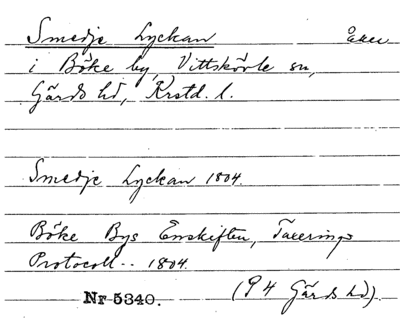 Smedje Lyckan åker
i Böke by, Vittskövle sn,
Gärds hd, Krstd. l.
Smedje Lyckan 1804.
Böke Bys Enskiften, Taxerings
Protocoll-- 1804.
Nr 5340. (94 Gärds hd).